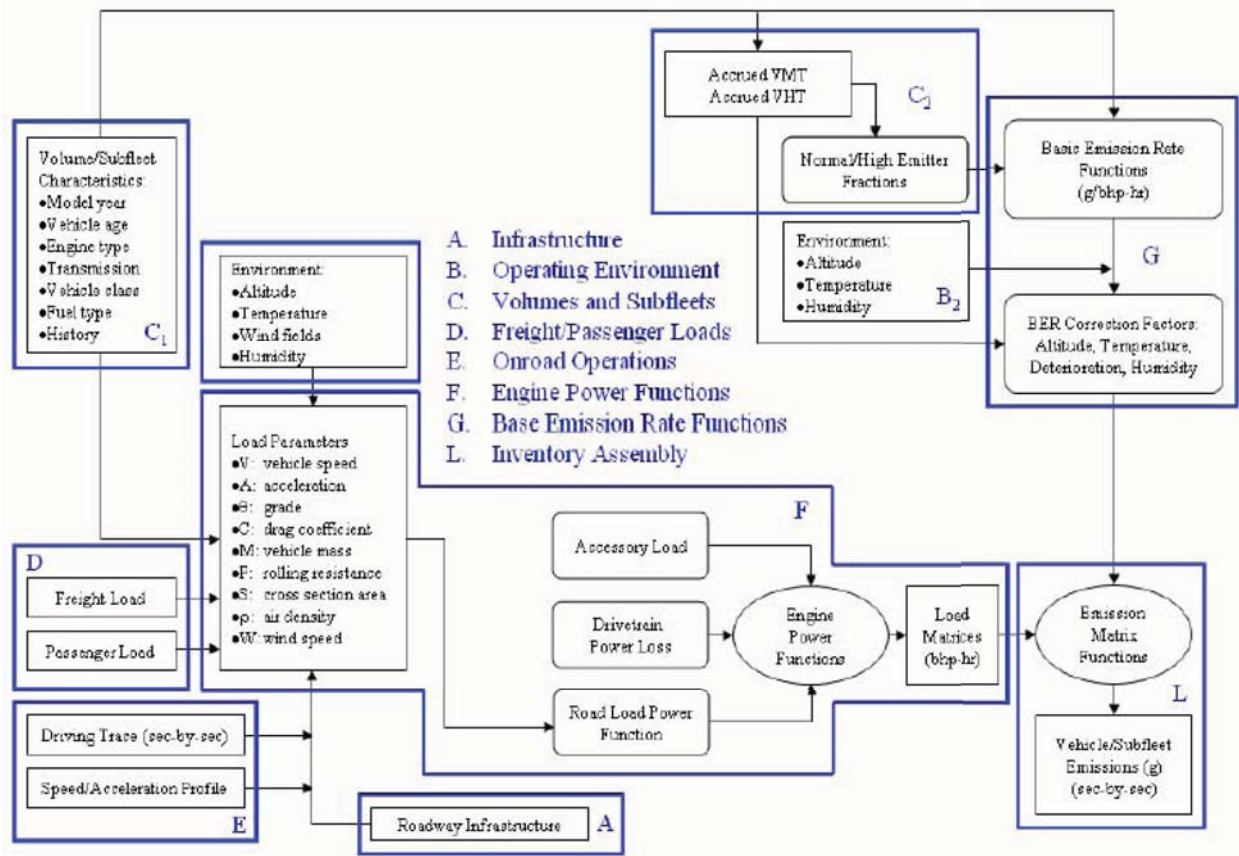 Accrued VMT
Accrued VHT
C2
Normal/High Emitter
Fractions
Basic Emission Rate
Functions
(g/bhp-hr)
Volume/Subfleet
Characteristics:
●Model year
●Vehicle age
●Engine type
●Transmission
●Vehicle class
●Fuel type
●History
C1
Environment:
●Altitude
●Temperature
●Wind fields
●Humidity
A. Infrastructure
B. Operating Environment
C. Volumes and Subfleets
D. Freight/Passenger Loads
E. Onroad Operations
F. Engine Power Functions
G. Base Emission Rate Functions
L. Inventory Assembly
Environment:
●Altitude
●Temperature
●Humidity
B2
G
BER Correction Factors:
Altitude, Temperature,
Deterioration, Humidity
Load Parameters
●V: vehicle speed
●A: acceleration
●θ: grade
●C: drag coefficient
●M: vehicle mass
●F: rolling resistance
●S: cross section area
●ρ: air density
●W: wind speed
D
Freight Load
Passenger Load
F
Accessory Load
Drivetrain
Power Loss
Road Load Power
Function
Engine
Power
Functions
Load
Matrices
(bhp-hr)
Emission
Matrix
Functions
L
Vehicle/Subfleet
Emissions (g)
(sec-by-sec)
Driving Trace (sec-by-sec)
Speed/Acceleration Profile
E
Roadway Infrastructure
A